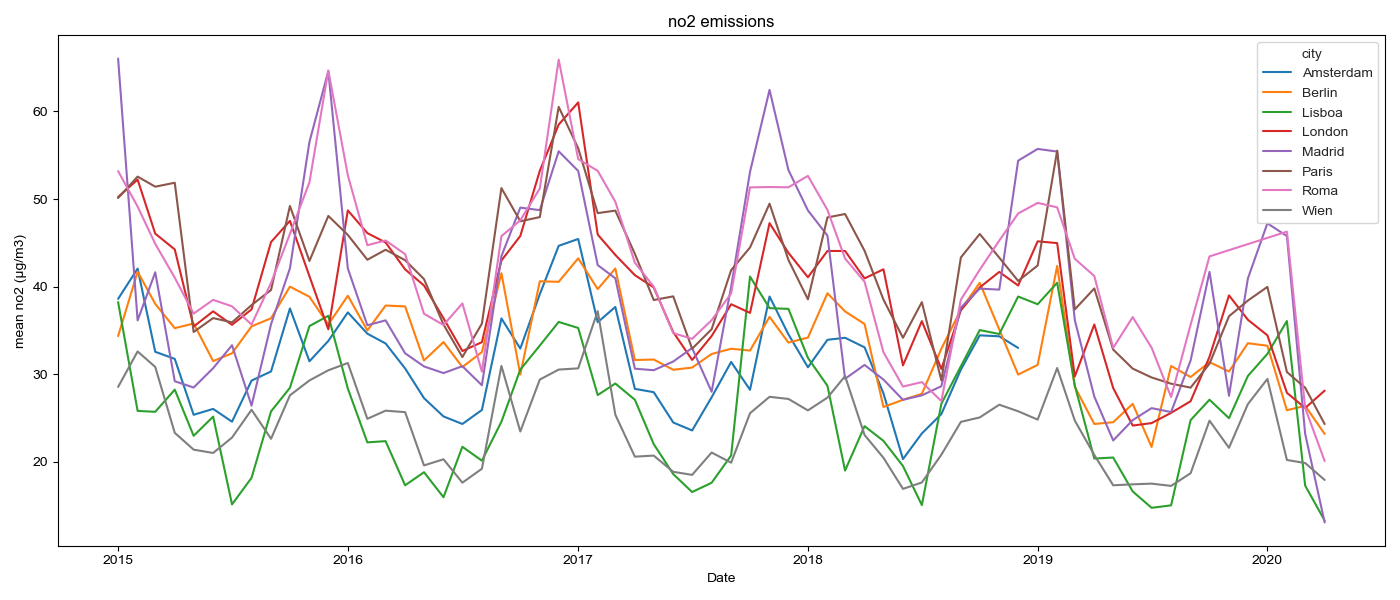 no2 emissions
mean no2 (μg/m3)
60
50
40
30
20
2015
2016
2017
2018
2019
2020
Date
city
Amsterdam
Berlin
Lisboa
London
Madrid
Paris
Roma
Wien